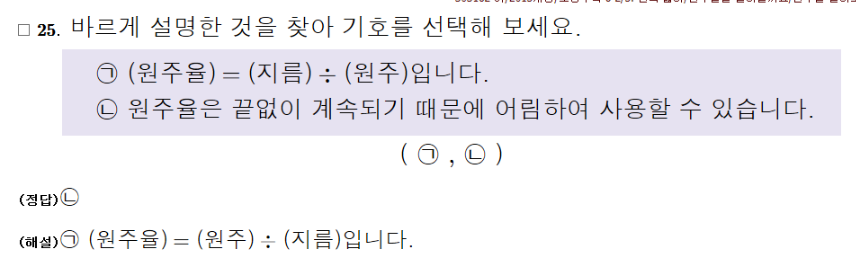 □ 25. 바르게 설명한 것을 찾아 기호를 선택해 보세요.
㉠ (원주율) = (지름) ÷ (원주)입니다.
㉡ 원주율은 끝없이 계속되기 때문에 어림하여 사용할 수 있습니다.
( ㉠ , ㉡ )
(정답)㉡
(해설)㉠ (원주율) = (원주) ÷ (지름)입니다.